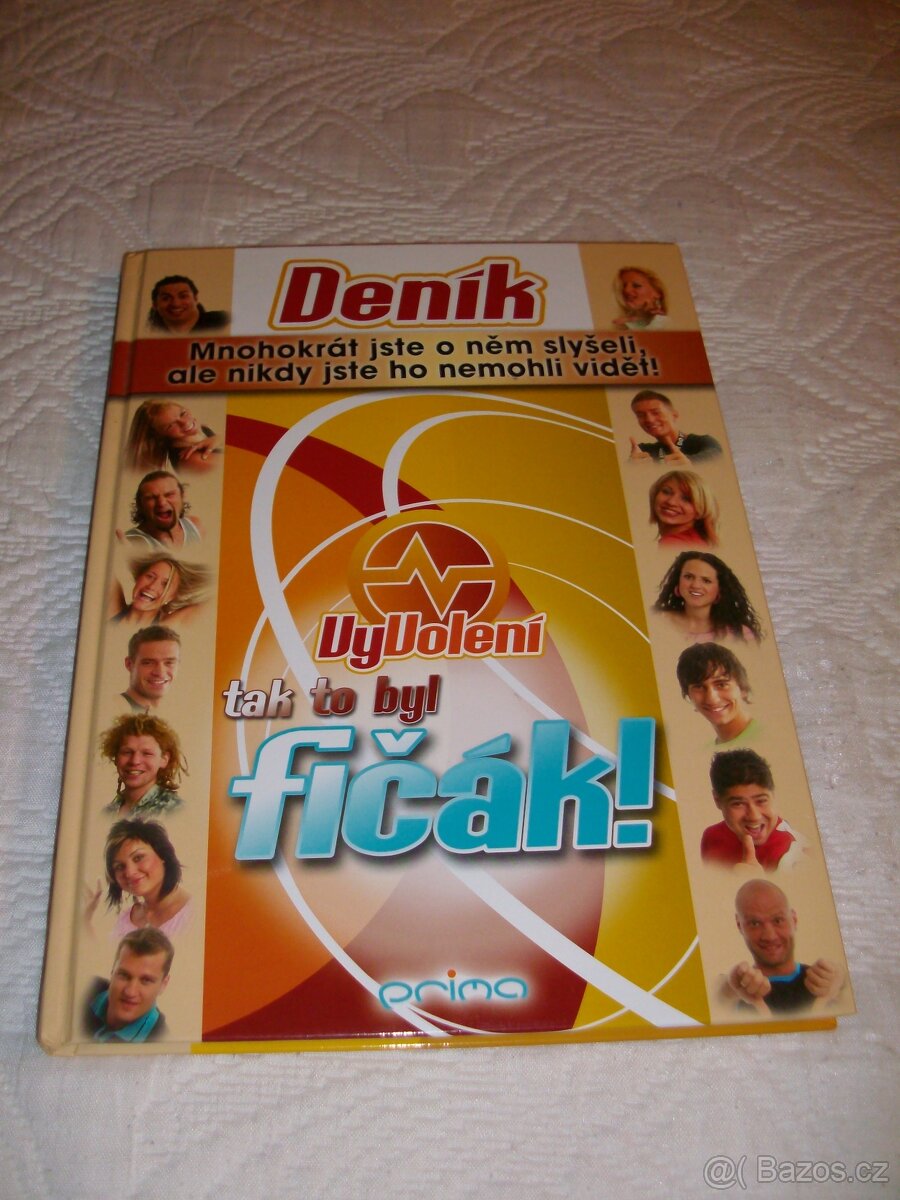 Deník
Mnohokrát jste o něm slyšeli,
ale nikdy jste ho nemohli vidět!
VyVolení
tak to byl
fičák!
prima
@( Bazos.cz